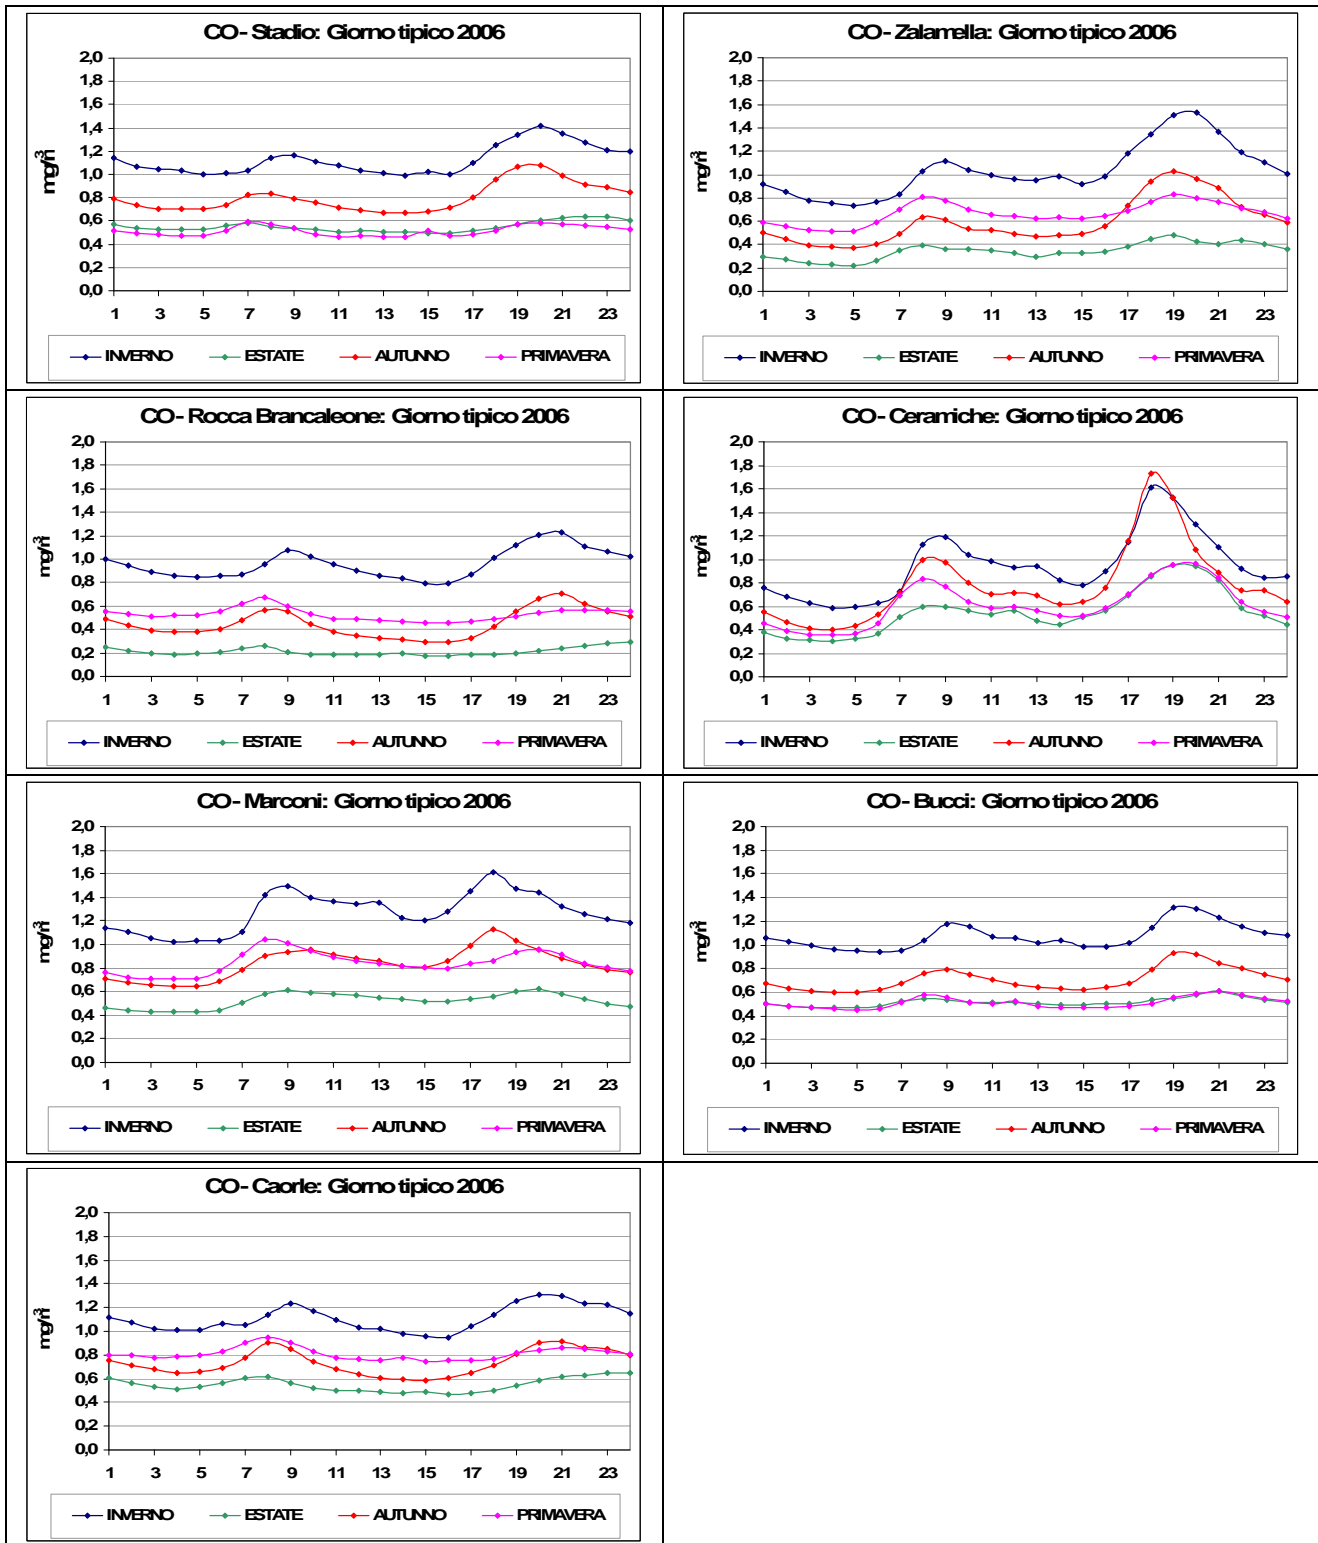 CO - Stadio: Giorno tipico 2006
mg/m³
2,0
1,8
1,6
1,4
1,2
1,0
0,8
0,6
0,4
0,2
0,0
1 3 5 7 9 11 13 15 17 19 21 23
INVERNO ESTATE AUTUNNO PRIMAVERA
CO - Zalamella: Giorno tipico 2006
mg/m³
2,0
1,8
1,6
1,4
1,2
1,0
0,8
0,6
0,4
0,2
0,0
1 3 5 7 9 11 13 15 17 19 21 23
INVERNO ESTATE AUTUNNO PRIMAVERA
CO - Rocca Brancaleone: Giorno tipico 2006
mg/m³
2,0
1,8
1,6
1,4
1,2
1,0
0,8
0,6
0,4
0,2
0,0
1 3 5 7 9 11 13 15 17 19 21 23
INVERNO ESTATE AUTUNNO PRIMAVERA
CO - Ceramiche: Giorno tipico 2006
mg/m³
2,0
1,8
1,6
1,4
1,2
1,0
0,8
0,6
0,4
0,2
0,0
1 3 5 7 9 11 13 15 17 19 21 23
INVERNO ESTATE AUTUNNO PRIMAVERA
CO - Marconi: Giorno tipico 2006
mg/m³
2,0
1,8
1,6
1,4
1,2
1,0
0,8
0,6
0,4
0,2
0,0
1 3 5 7 9 11 13 15 17 19 21 23
INVERNO ESTATE AUTUNNO PRIMAVERA
CO - Bucci: Giorno tipico 2006
mg/m³
2,0
1,8
1,6
1,4
1,2
1,0
0,8
0,6
0,4
0,2
0,0
1 3 5 7 9 11 13 15 17 19 21 23
INVERNO ESTATE AUTUNNO PRIMAVERA
CO - Caorle: Giorno tipico 2006
mg/m³
2,0
1,8
1,6
1,4
1,2
1,0
0,8
0,6
0,4
0,2
0,0
1 3 5 7 9 11 13 15 17 19 21 23
INVERNO ESTATE AUTUNNO PRIMAVERA